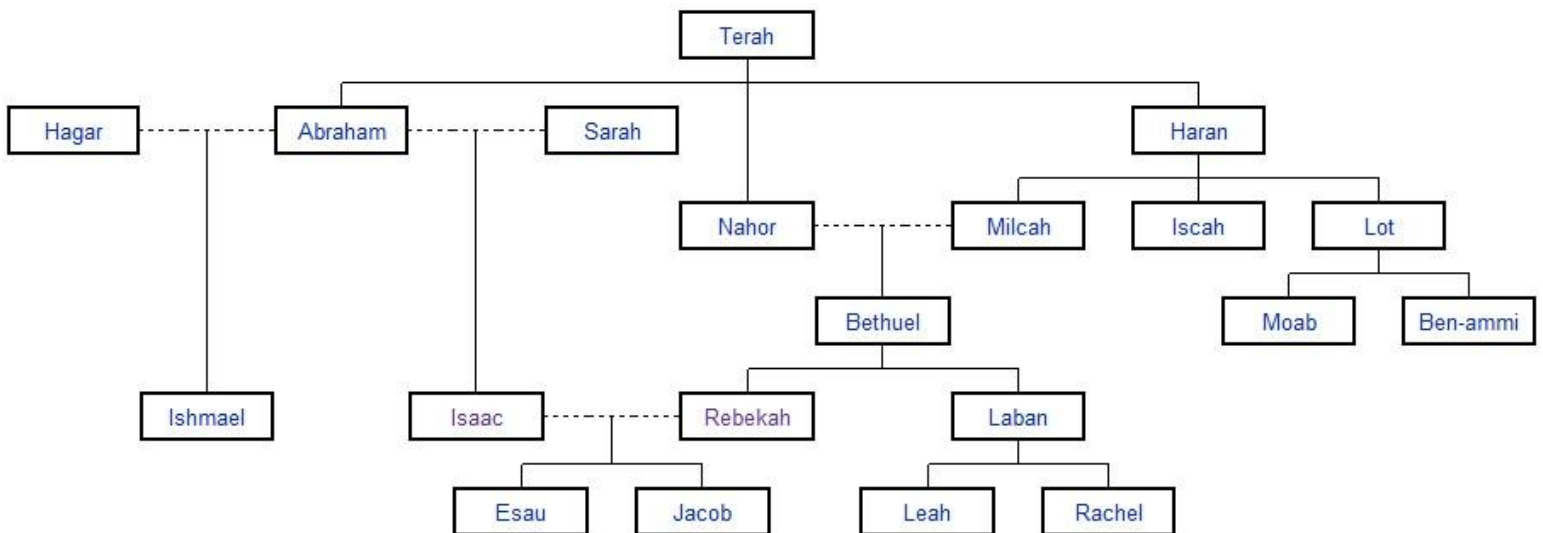 Terah
Hagar Abraham Sarah Haran
Nahor Milcah Iscah Lot
Bethuel Moab Ben-ammi
Ishmael Isaac Rebekah Laban
Esau Jacob Leah Rachel